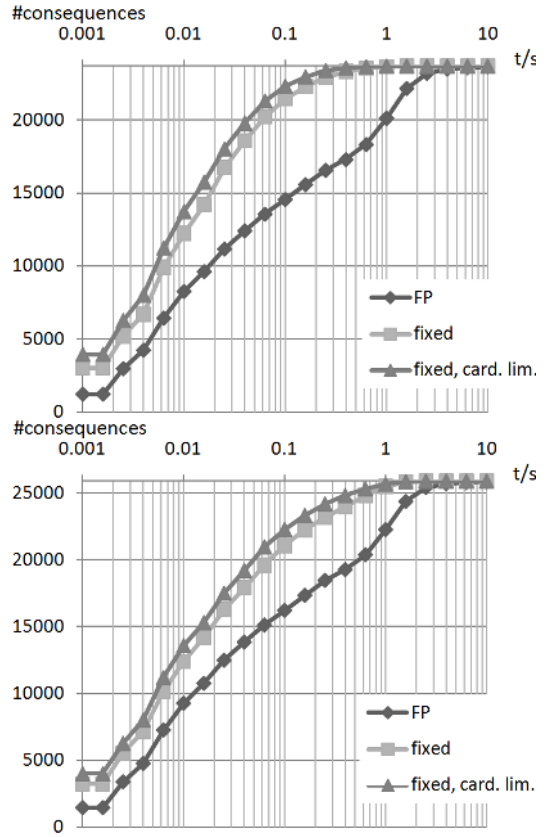 #consequences
0.001 0.01 0.1 1 10
t/s
20000
15000
10000
FP
fixed
5000
fixed, card. lim.
0
#consequences
0.001 0.01 0.1 1 10
t/s
25000
20000
15000
10000
FP
fixed
5000
fixed, card. lim.
0